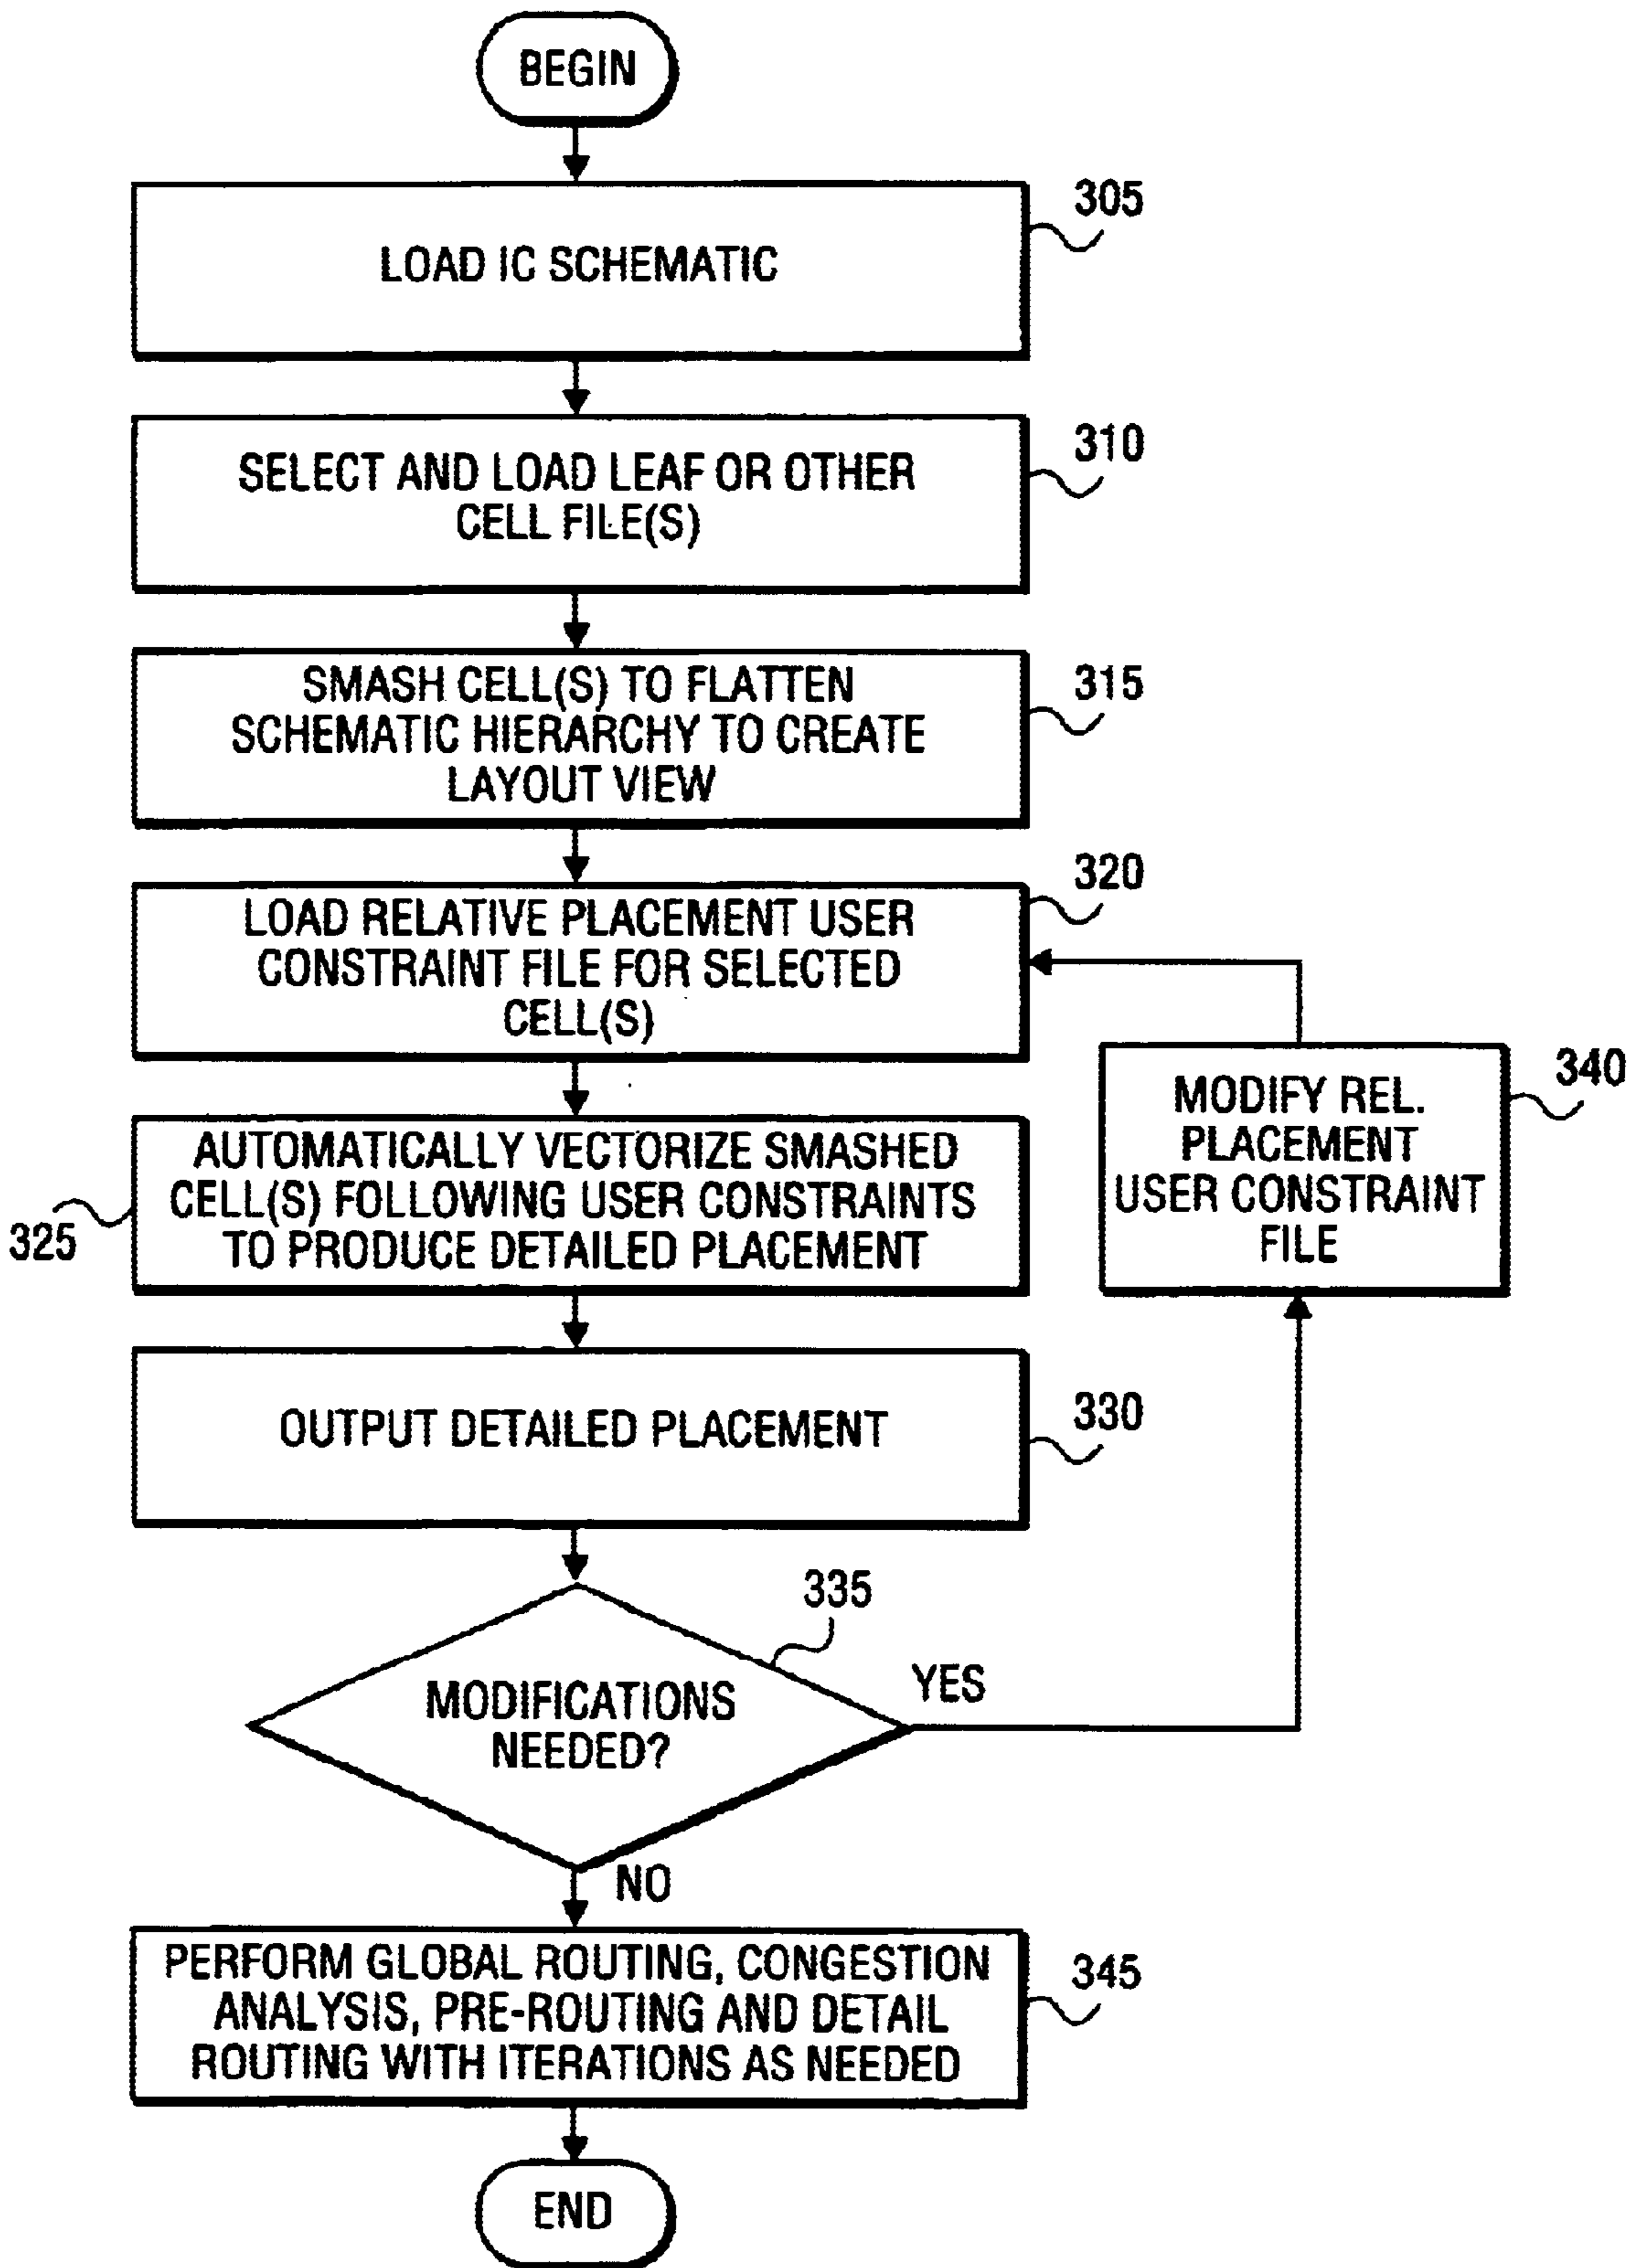 BEGIN
305
LOAD IC SCHEMATIC
310
SELECT AND LOAD LEAF OR OTHER
CELL FILE(S)
315
SMASH CELL(S) TO FLATTEN
SCHEMATIC HIERARCHY TO CREATE
LAYOUT VIEW
320
LOAD RELATIVE PLACEMENT USER
CONSTRAINT FILE FOR SELECTED
CELL(S)
340
MODIFY REL.
PLACEMENT
USER CONSTRAINT
FILE
325
AUTOMATICALLY VECTORIZE SMASHED
CELL(S) FOLLOWING USER CONSTRAINTS
TO PRODUCE DETAILED PLACEMENT
330
OUTPUT DETAILED PLACEMENT
335
MODIFICATIONS
NEEDED?
YES
NO
345
PERFORM GLOBAL ROUTING, CONGESTION
ANALYSIS, PRE-ROUTING AND DETAIL
ROUTING WITH ITERATIONS AS NEEDED
END